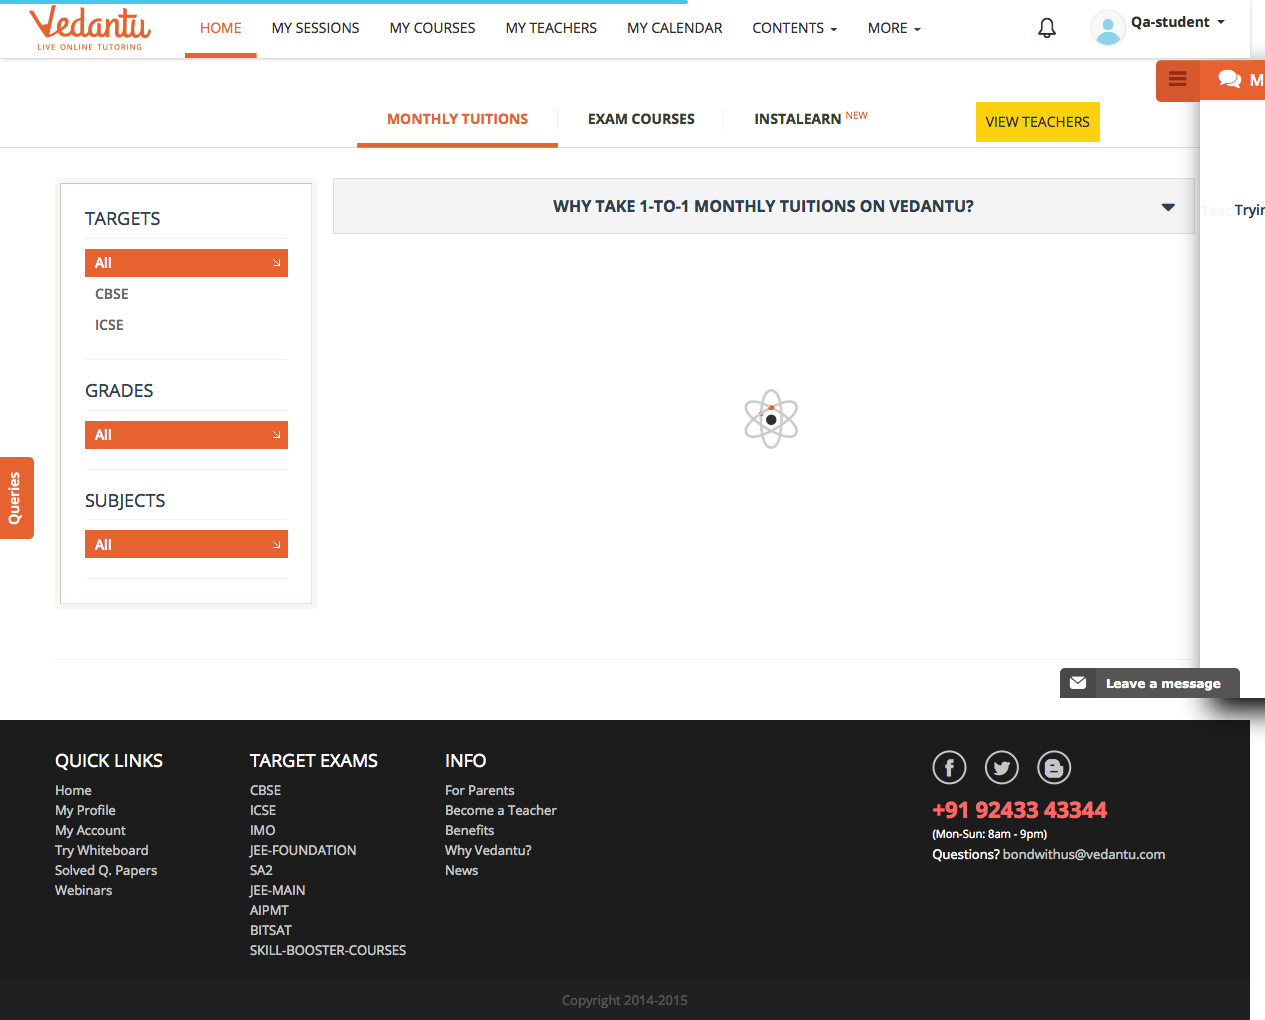 Vedantu
LIVE ONLINE TUTORING
HOME
MY SESSIONS
MY COURSES
MY TEACHERS
MY CALENDAR
CONTENTS
MORE
Qa-student
M
MONTHLY TUITIONS
EXAM COURSES
INSTALEARN NEW
VIEW TEACHERS
TARGETS
All
CBSE
ICSE
GRADES
All
SUBJECTS
All
Queries
WHY TAKE 1-TO-1 MONTHLY TUITIONS ON VEDANTU?
Leave a message
QUICK LINKS
Home
My Profile
My Account
Try Whiteboard
Solved Q. Papers
Webinars
TARGET EXAMS
CBSE
ICSE
IMO
JEE-FOUNDATION
SA2
JEE-MAIN
AIPMT
BITSAT
SKILL-BOOSTER-COURSES
INFO
For Parents
Become a Teacher
Benefits
Why Vedantu?
News
+91 92433 43344
(Mon-Sun: 8am - 9pm)
Questions? bondwithus@vedantu.com
Copyright 2014-2015